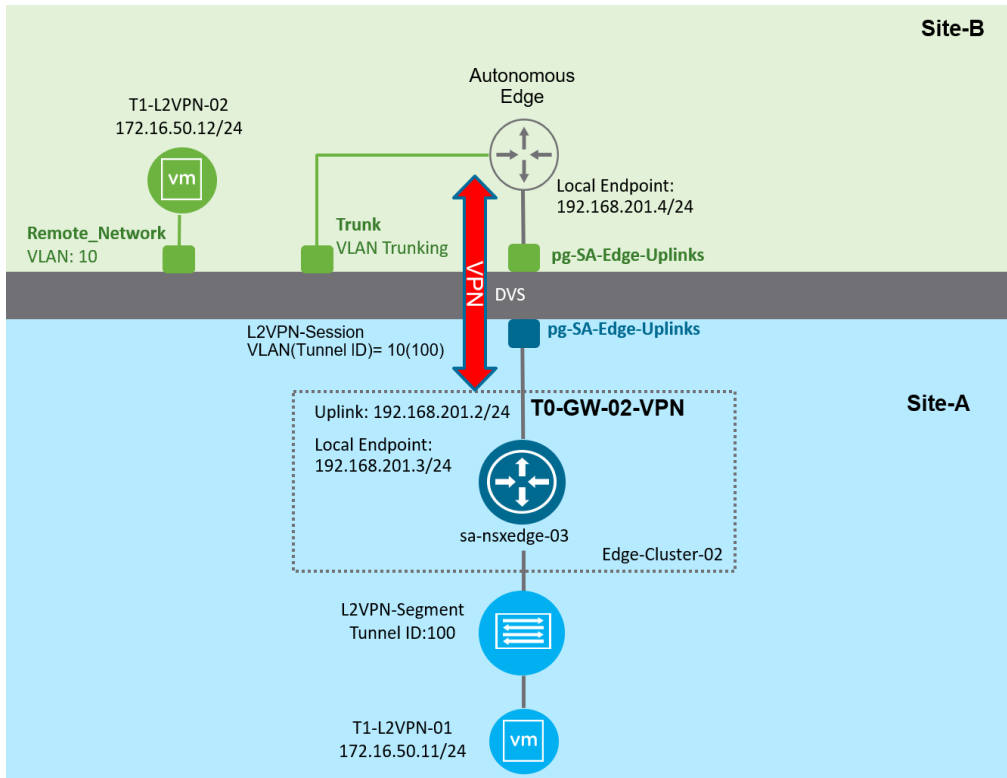 Site-B
Autonomous
Edge
T1-L2VPN-02
172.16.50.12/24
vm
Local Endpoint:
192.168.201.4/24
Remote_Network
VLAN: 10
Trunk
VLAN Trunking
pg-SA-Edge-Uplinks
VPN
DVS
L2VPN-Session
VLAN(Tunnel ID)= 10(100)
pg-SA-Edge-Uplinks
Site-A
Uplink: 192.168.201.2/24
T0-GW-02-VPN
Local Endpoint:
192.168.201.3/24
sa-nsxedge-03
Edge-Cluster-02
L2VPN-Segment
Tunnel ID:100
T1-L2VPN-01
172.16.50.11/24
vm